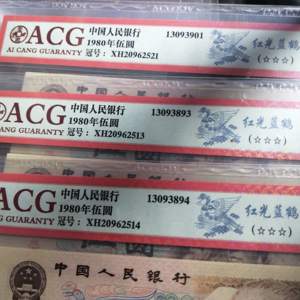 ACG 中国人民银行 13093901
1980年伍圆 红光蓝鹤
AI CANG GUARANTY 冠号：XH20962521 (☆☆☆)
ACG 中国人民银行 13093893
1980年伍圆 红光蓝鹤
AI CANG GUARANTY 冠号：XH20962513 (☆☆☆)
ACG 中国人民银行 13093894
1980年伍圆 红光蓝鹤
CANG GUARANTY 冠号：XH20962514 (☆☆☆)
中国人民银行